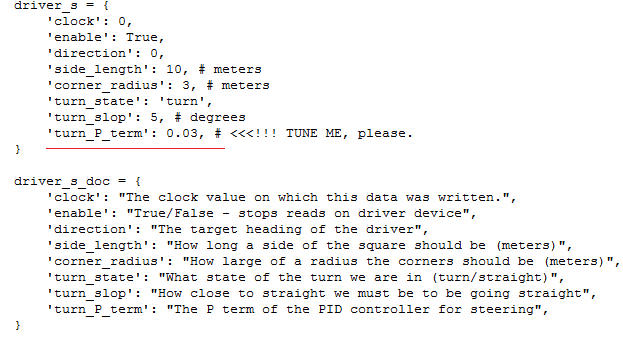 driver_s = {
    'clock': 0,
    'enable': True,
    'direction': 0,
    'side_length': 10, # meters
    'corner_radius': 3, # meters
    'turn_state': 'turn',
    'turn_slop': 5, # degrees
    'turn_P_term': 0.03, # <<<!!! TUNE ME, please.
}

driver_s_doc = {
    'clock': "The clock value on which this data was written.",
    'enable': "True/False - stops reads on driver device",
    'direction': "The target heading of the driver",
    'side_length': "How long a side of the square should be (meters)",
    'corner_radius': "How large of a radius the corners should be (meters)",
    'turn_state': "What state of the turn we are in (turn/straight)",
    'turn_slop': "How close to straight we must be to be going straight",
    'turn_P_term': "The P term of the PID controller for steering",
}